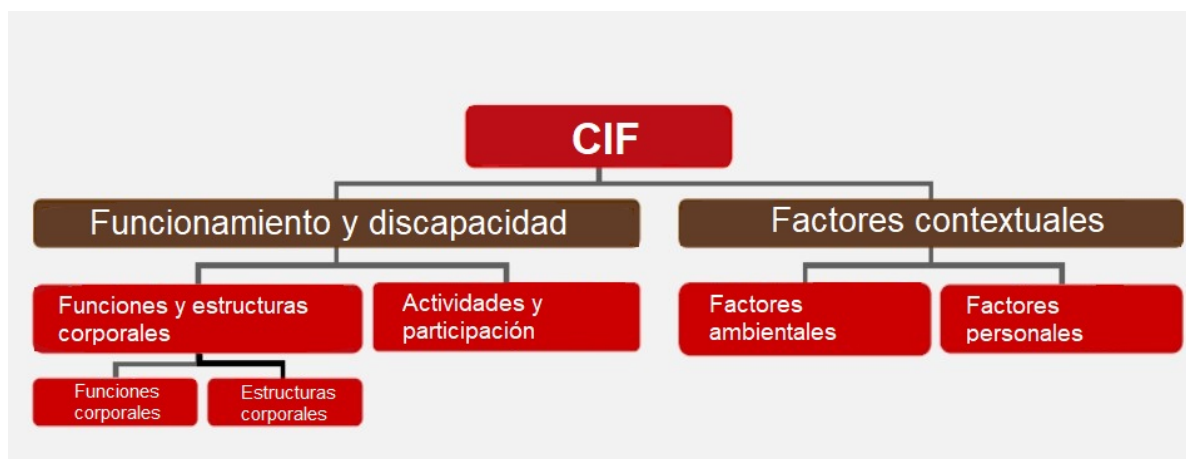 CIF
Funcionamiento y discapacidad
Factores contextuales
Funciones y estructuras
corporales
Actividades y
participación
Factores
ambientales
Factores
personales
Funciones
corporales
Estructuras
corporales